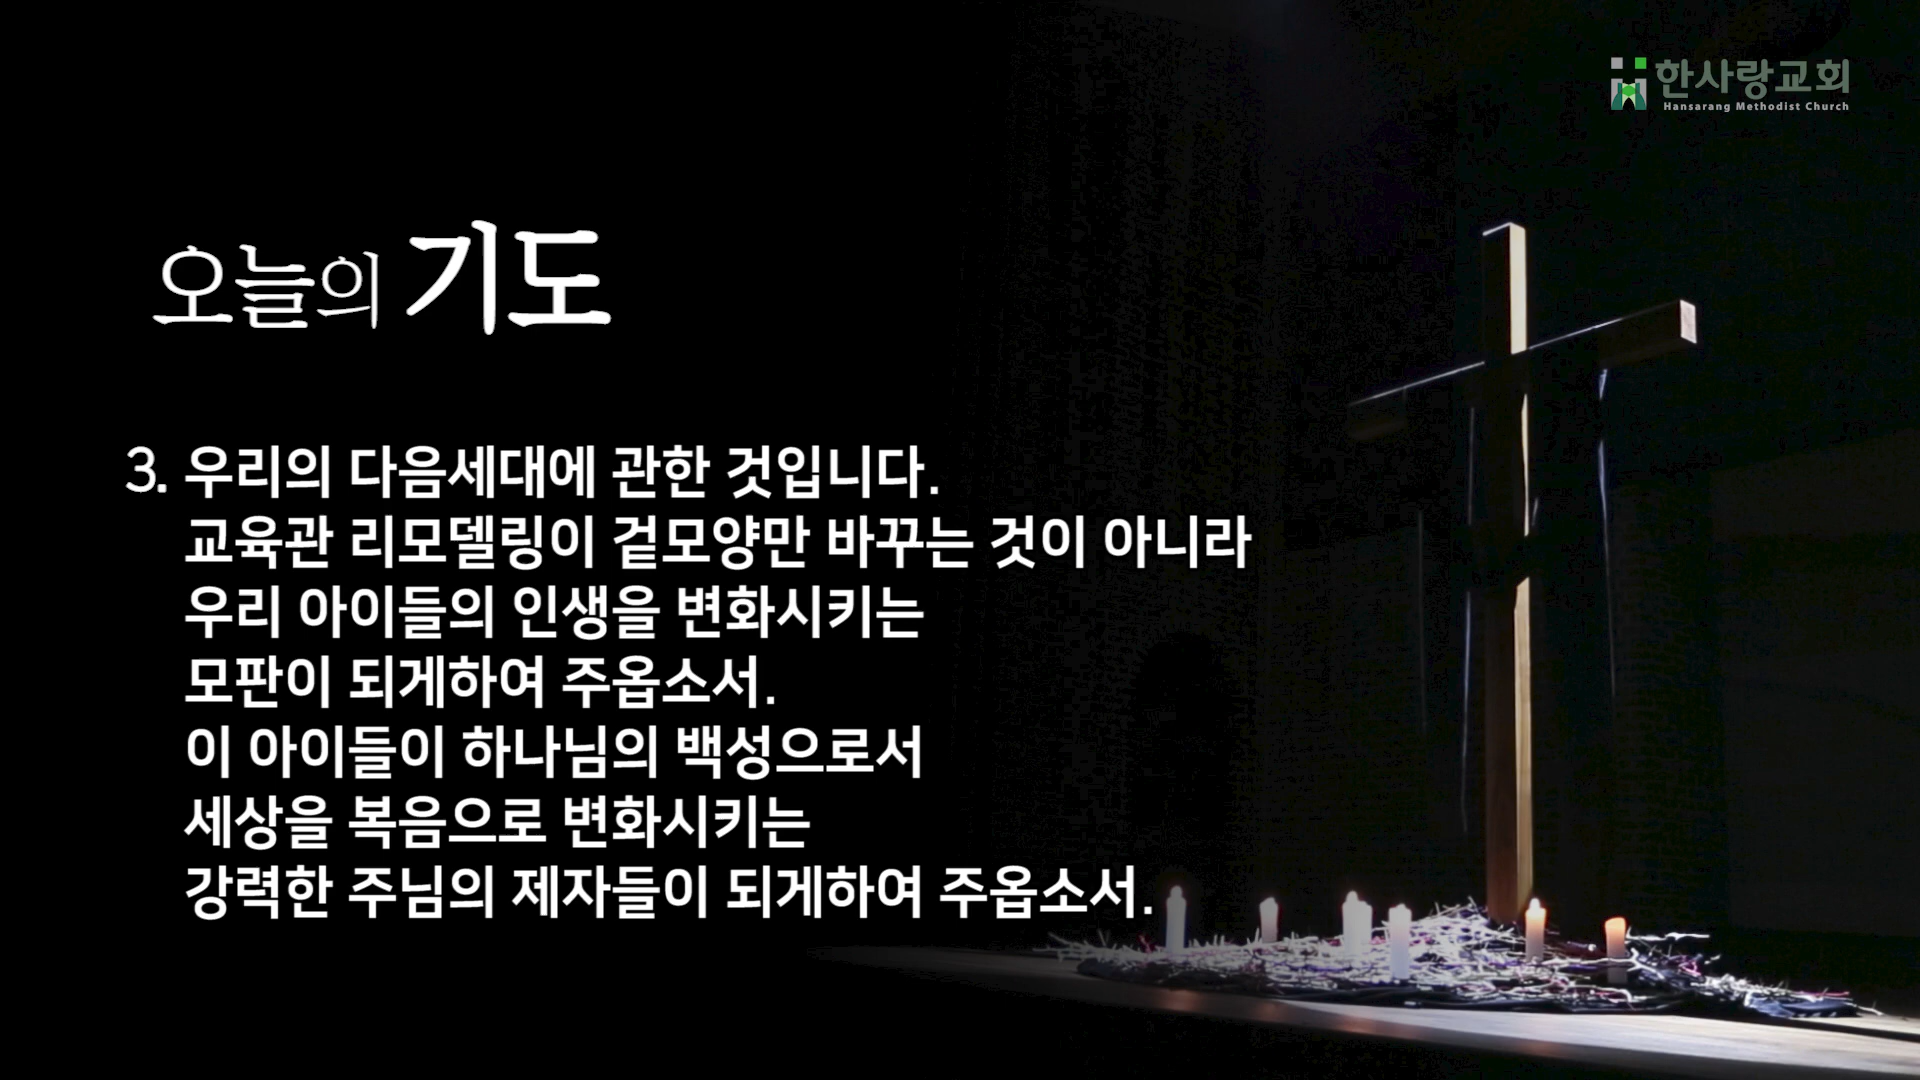 한사랑교회
Hansarang Methodist Church
오늘의 기도
3. 우리의 다음세대에 관한 것입니다.
교육관 리모델링이 겉모양만 바꾸는 것이 아니라
우리 아이들의 인생을 변화시키는
모판이 되게하여 주옵소서.
이 아이들이 하나님의 백성으로서
세상을 복음으로 변화시키는
강력한 주님의 제자들이 되게하여 주옵소서.